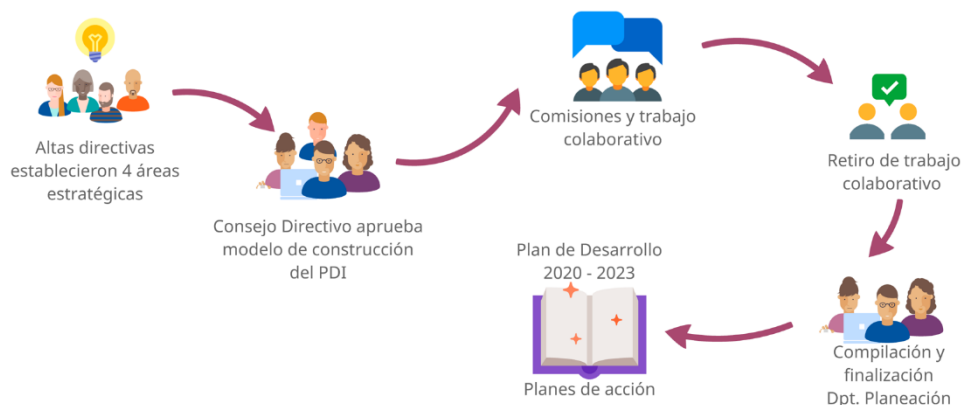 Altas directivas
establecieron 4 áreas
estratégicas
Consejo Directivo aprueba
modelo de construcción
del PDI
Comisiones y trabajo
colaborativo
Retiro de trabajo
colaborativo
Compilación y
finalización
Dpt. Planeación
Plan de Desarrollo
2020 - 2023
Planes de acción